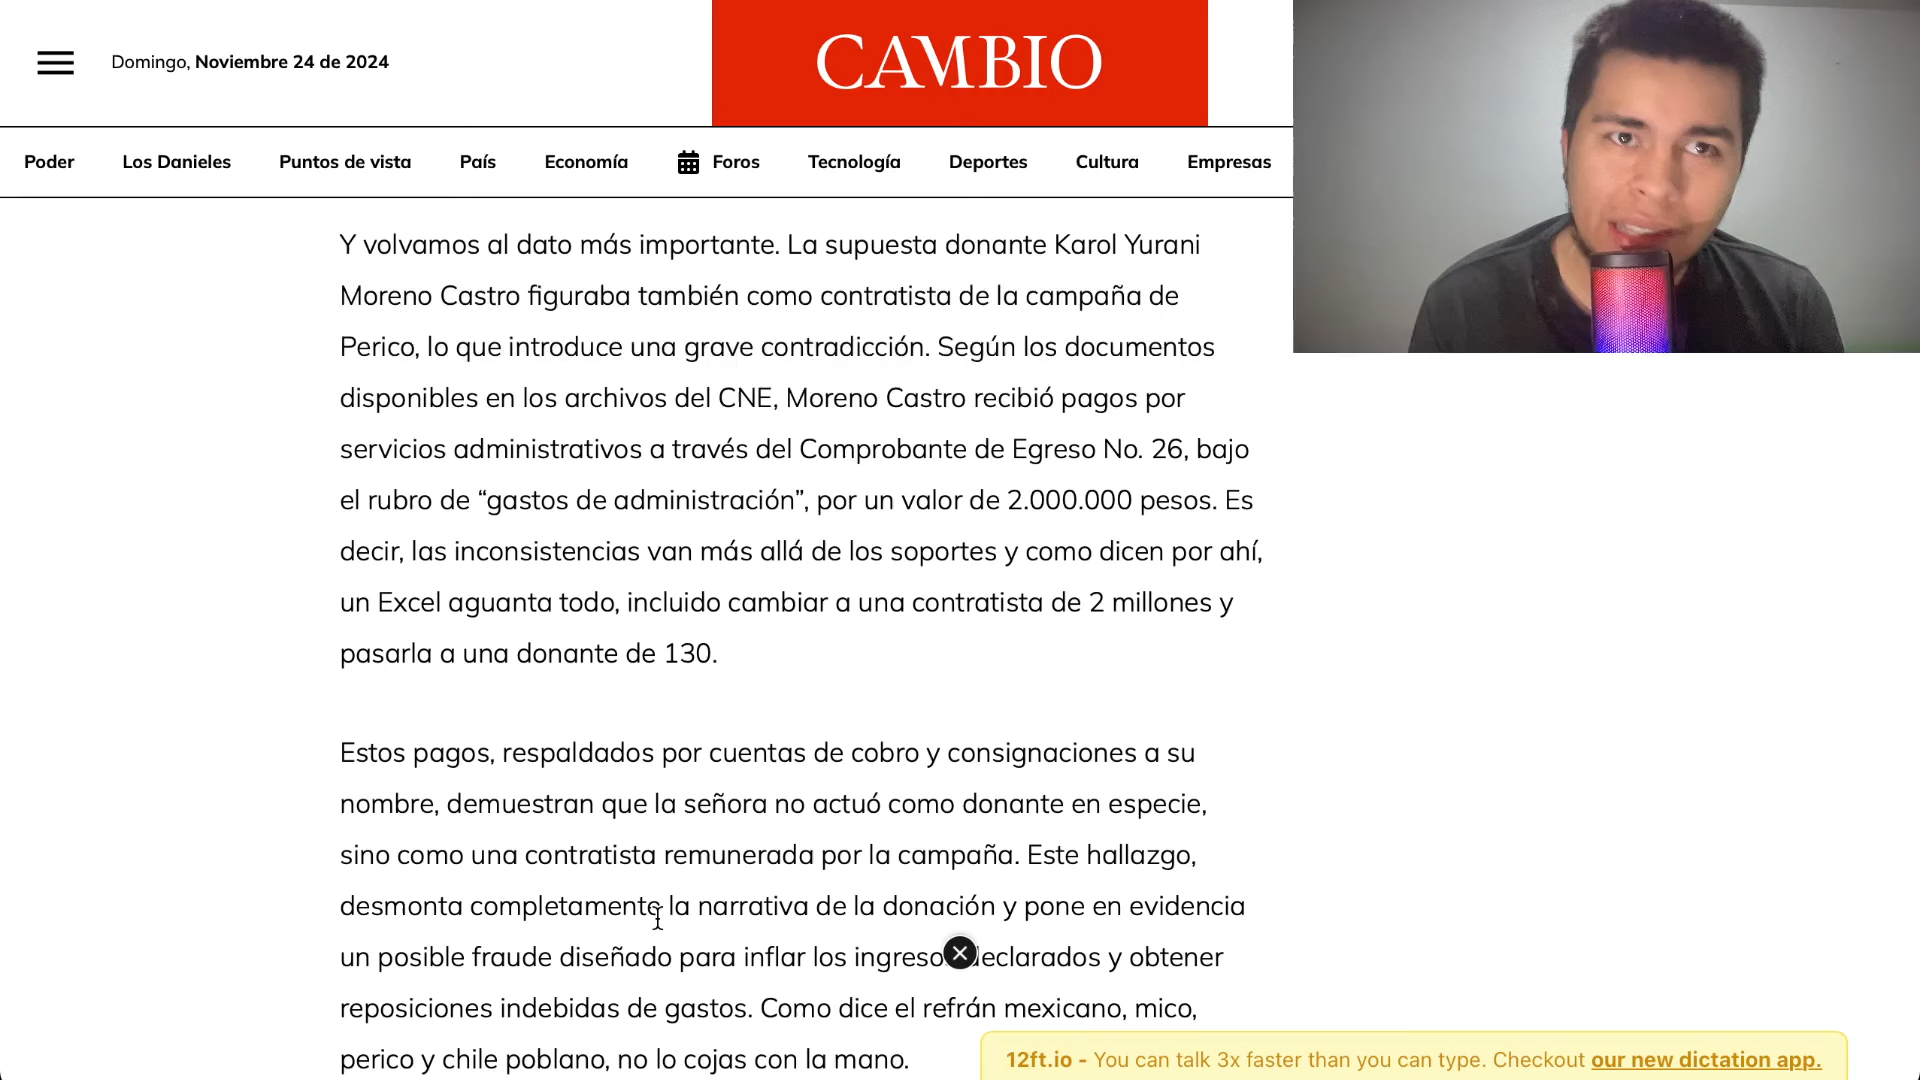 Domingo, Noviembre 24 de 2024
CAMBIO
Poder Los Danieles Puntos de vista País Economía Foros Tecnología Deportes Cultura Empresas
Y volvamos al dato más importante. La supuesta donante Karol Yurani
Moreno Castro figuraba también como contratista de la campaña de
Perico, lo que introduce una grave contradicción. Según los documentos
disponibles en los archivos del CNE, Moreno Castro recibió pagos por
servicios administrativos a través del Comprobante de Egreso No. 26, bajo
el rubro de “gastos de administración”, por un valor de 2.000.000 pesos. Es
decir, las inconsistencias van más allá de los soportes y como dicen por ahí,
un Excel aguanta todo, incluido cambiar a una contratista de 2 millones y
pasarla a una donante de 130.
Estos pagos, respaldados por cuentas de cobro y consignaciones a su
nombre, demuestran que la señora no actuó como donante en especie,
sino como una contratista remunerada por la campaña. Este hallazgo,
desmonta completamente la narrativa de la donación y pone en evidencia
un posible fraude diseñado para inflar los ingresos declarados y obtener
reposiciones indebidas de gastos. Como dice el refrán mexicano, mico,
perico y chile poblano, no lo cojas con la mano.
12ft.io - You can talk 3x faster than you can type. Checkout our new dictation app.